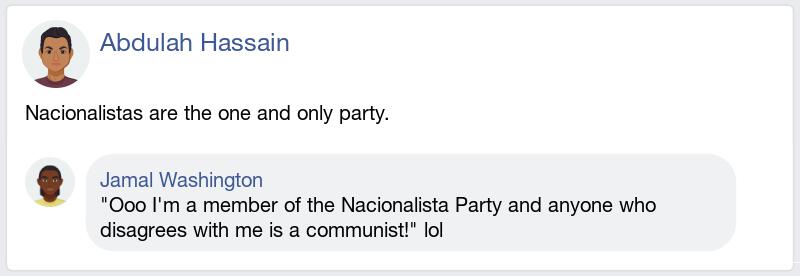 Abdulah Hassain
Nacionalistas are the one and only party.
Jamal Washington
"Ooo I'm a member of the Nacionalista Party and anyone who
disagrees with me is a communist!" lol